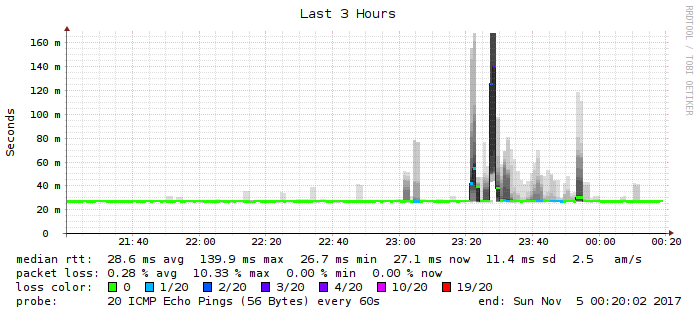 Last 3 Hours
RRDTOOL / TOBI OETIKER
Seconds
160 m
140 m
120 m
100 m
80 m
60 m
40 m
20 m
0
21:40 22:00 22:20 22:40 23:00 23:20 23:40 00:00 00:20
median rtt: 28.6 ms avg 139.9 ms max 26.7 ms min 27.1 ms now 11.4 ms sd 2.5 am/s
packet loss: 0.28 % avg 10.33 % max 0.00 % min 0.00 % now
loss color: 0 1/20 2/20 3/20 4/20 10/20 19/20
probe: 20 ICMP Echo Pings (56 Bytes) every 60s end: Sun Nov 5 00:20:02 2017